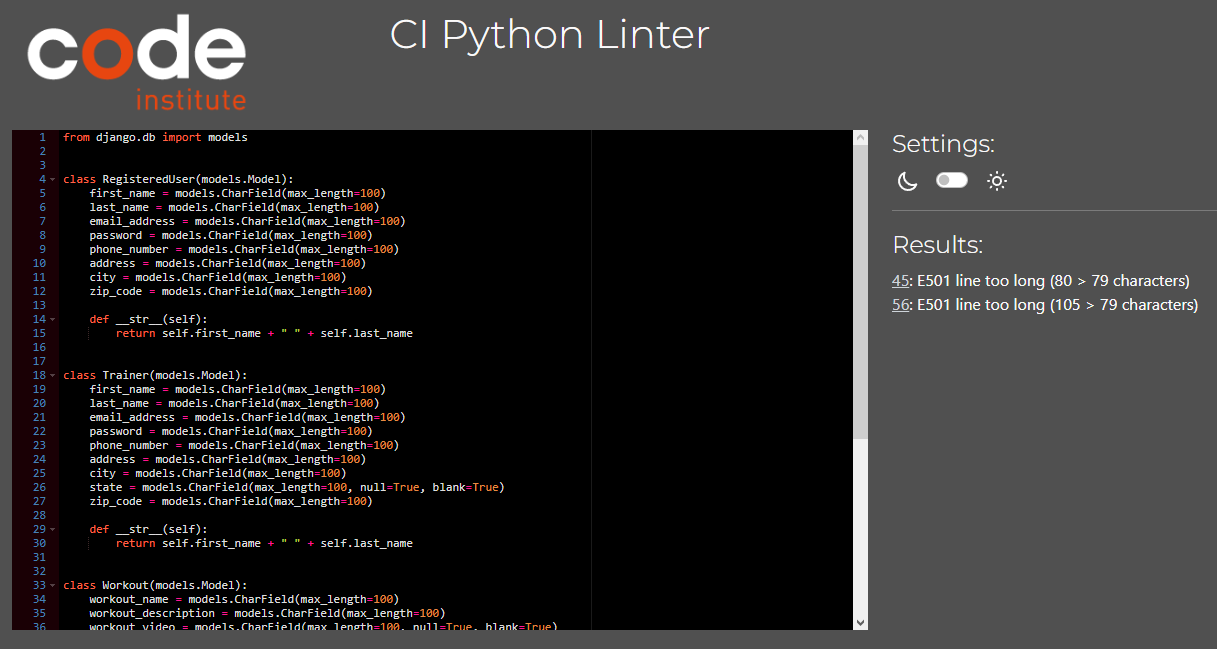 code
institute
CI Python Linter
1 from django.db import models
2
3
4 class RegisteredUser(models.Model):
5     first_name = models.CharField(max_length=100)
6     last_name = models.CharField(max_length=100)
7     email_address = models.CharField(max_length=100)
8     password = models.CharField(max_length=100)
9     phone_number = models.CharField(max_length=100)
10     address = models.CharField(max_length=100)
11     city = models.CharField(max_length=100)
12     zip_code = models.CharField(max_length=100)
13
14     def __str__(self):
15         return self.first_name + " " + self.last_name
16
17
18 class Trainer(models.Model):
19     first_name = models.CharField(max_length=100)
20     last_name = models.CharField(max_length=100)
21     email_address = models.CharField(max_length=100)
22     password = models.CharField(max_length=100)
23     phone_number = models.CharField(max_length=100)
24     address = models.CharField(max_length=100)
25     city = models.CharField(max_length=100)
26     state = models.CharField(max_length=100, null=True, blank=True)
27     zip_code = models.CharField(max_length=100)
28
29     def __str__(self):
30         return self.first_name + " " + self.last_name
31
32
33 class Workout(models.Model):
34     workout_name = models.CharField(max_length=100)
35     workout_description = models.CharField(max_length=100)
36     workout_video = models.CharField(max_length=100, null=True, blank=True)
Settings:
Results:
45: E501 line too long (80 > 79 characters)
56: E501 line too long (105 > 79 characters)